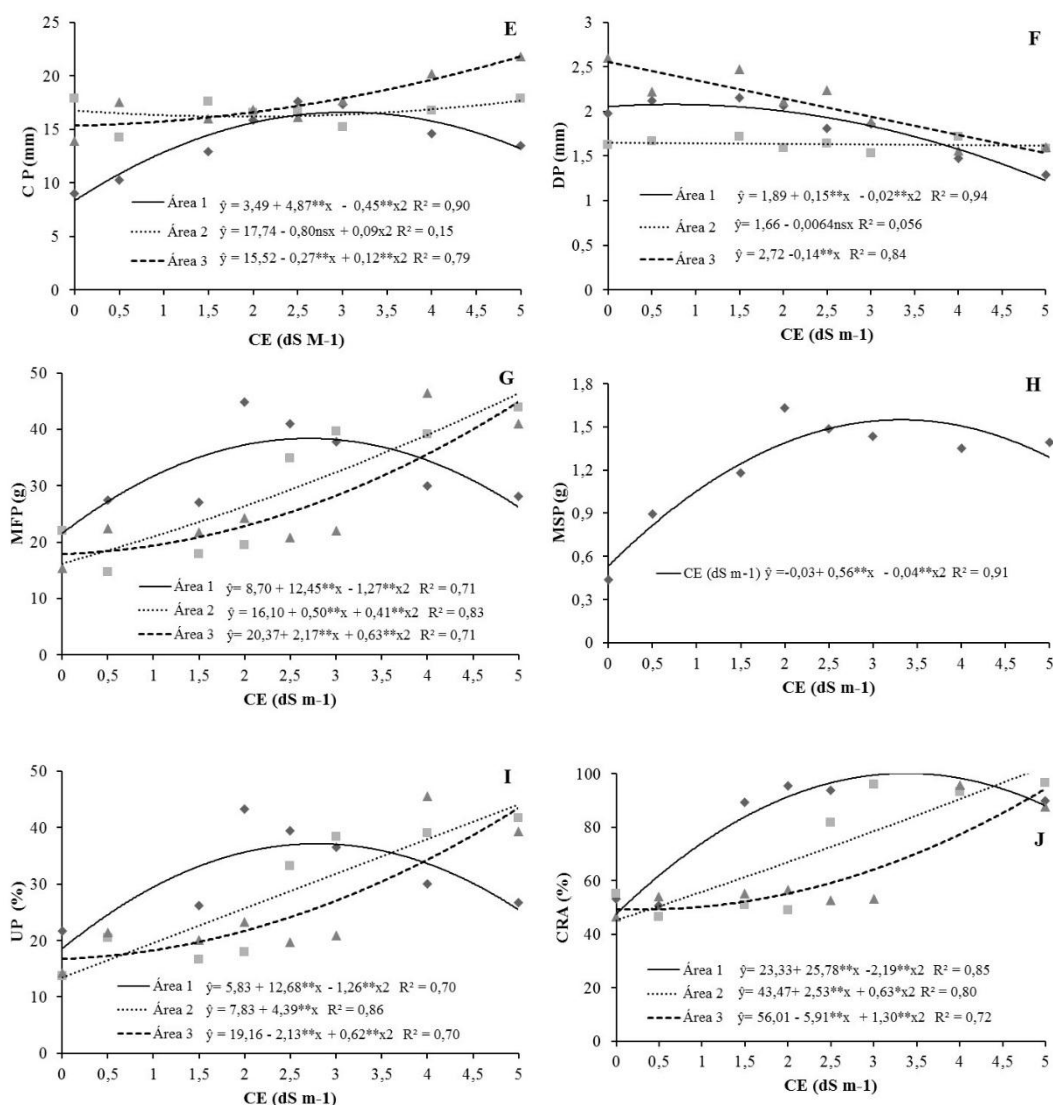 E
25
20
15
10
5
0
C P (mm)
Área 1 ŷ = 3,49 + 4,87**x - 0,45**x2 R² = 0,90
Área 2 ŷ = 17,74 - 0,80nsx + 0,09x2 R² = 0,15
Área 3 ŷ = 15,52 - 0,27**x + 0,12**x2 R² = 0,79
0 0,5 1 1,5 2 2,5 3 3,5 4 4,5 5
CE (dS M-1)
F
3
2,5
2
1,5
1
0,5
0
DP (mm)
Área 1 ŷ = 1,89 + 0,15**x - 0,02**x2 R² = 0,94
Área 2 ŷ= 1,66 - 0,0064nsx R² = 0,056
Área 3 ŷ = 2,72 -0,14**x R² = 0,84
0 0,5 1 1,5 2 2,5 3 3,5 4 4,5 5
CE (dS m-1)
G
50
40
30
20
10
0
MFP (g)
Área 1 ŷ= 8,70 + 12,45**x - 1,27**x2 R² = 0,71
Área 2 ŷ = 16,10 + 0,50**x + 0,41**x2 R² = 0,83
Área 3 ŷ= 20,37+ 2,17**x + 0,63**x2 R² = 0,71
0 0,5 1 1,5 2 2,5 3 3,5 4 4,5 5
CE (dS m-1)
H
1,8
1,5
1,2
0,9
0,6
0,3
0
MSP (g)
CE (dS m-1) ŷ =-0,03+ 0,56**x - 0,04**x2 R² = 0,91
0 0,5 1 1,5 2 2,5 3 3,5 4 4,5 5
CE (dS m-1)
I
50
40
30
20
10
0
UP (%)
Área 1 ŷ= 5,83 + 12,68**x - 1,26**x2 R² = 0,70
Área 2 ŷ= 7,83 + 4,39**x R² = 0,86
Área 3 ŷ= 19,16 - 2,13**x + 0,62**x2 R² = 0,70
0 0,5 1 1,5 2 2,5 3 3,5 4 4,5 5
CE (dS m-1)
J
100
80
60
40
20
0
CRA (%)
Área 1 ŷ= 23,33+ 25,78**x -2,19**x2 R² = 0,85
Área 2 ŷ= 43,47+ 2,53**x + 0,63*x2 R² = 0,80
Área 3 ŷ= 56,01 - 5,91**x + 1,30**x2 R² = 0,72
0 0,5 1 1,5 2 2,5 3 3,5 4 4,5 5
CE (dS m-1)